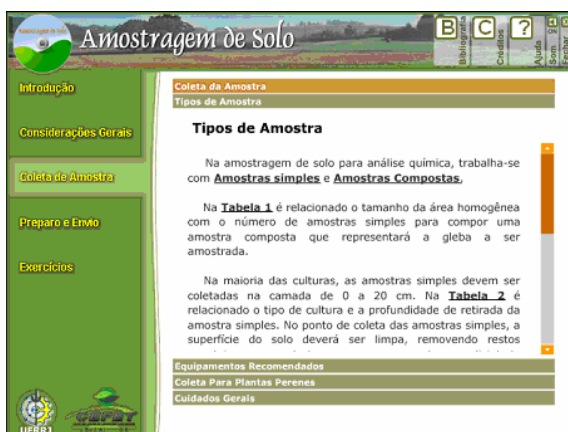 Amostragem de Solo
B
Bibliografia
C
Créditos
?
Ajuda
Som
Fechar
Introdução
Considerações Gerais
Coleta de Amostra
Preparo e Envio
Exercícios
Coleta da Amostra
Tipos de Amostra
Tipos de Amostra
Na amostragem de solo para análise química, trabalha-se
com Amostras simples e Amostras Compostas.
Na Tabela 1 é relacionado o tamanho da área homogênea
com o número de amostras simples para compor uma
amostra composta que representará a gleba a ser
amostrada.
Na maioria das culturas, as amostras simples devem ser
coletadas na camada de 0 a 20 cm. Na Tabela 2 é
relacionado o tipo de cultura e a profundidade de retirada da
amostra simples. No ponto de coleta das amostras simples, a
superfície do solo deverá ser limpa, removendo restos
Equipamentos Recomendados
Coleta Para Plantas Perenes
Cuidados Gerais
UFRRJ